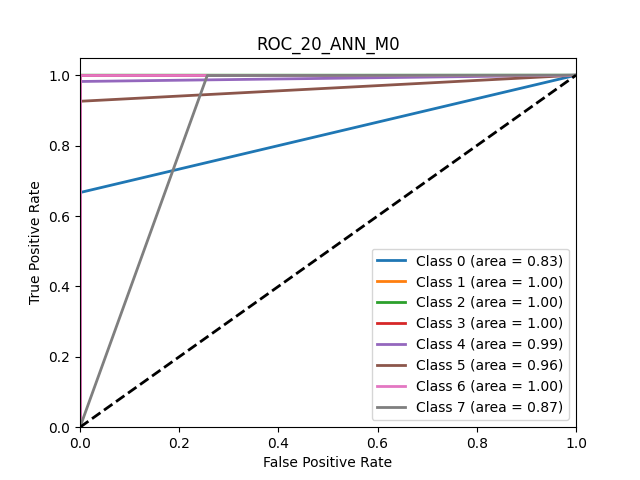 ROC_20_ANN_M0
True Positive Rate
1.0
0.8
0.6
0.4
0.2
0.0
Class 0 (area = 0.83)
Class 1 (area = 1.00)
Class 2 (area = 1.00)
Class 3 (area = 1.00)
Class 4 (area = 0.99)
Class 5 (area = 0.96)
Class 6 (area = 1.00)
Class 7 (area = 0.87)
0.0 0.2 0.4 0.6 0.8 1.0
False Positive Rate